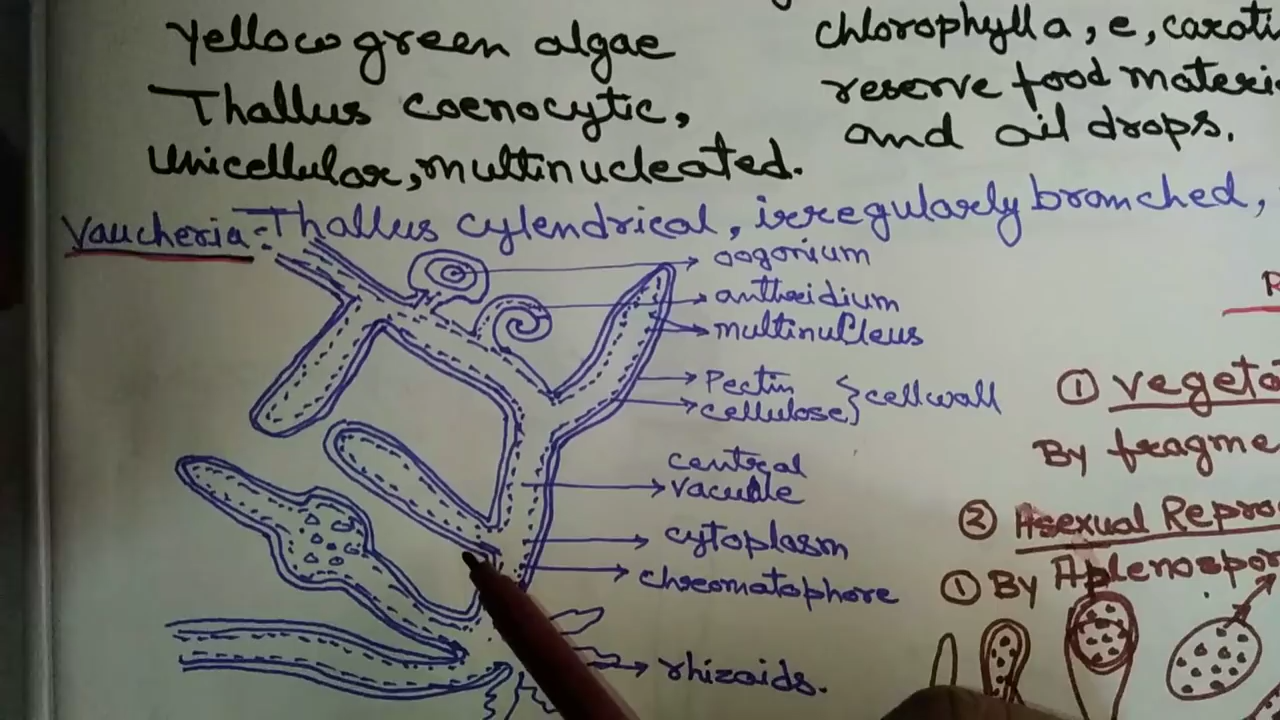 Yellow green algae
Thallus coenocytic,
Unicellular, multinucleated.
chlorophyll a, e, caroti
reserve food materi
and oil drops.
Vaucheria:- Thallus cylendrical, irregularly branched,
oogonium
antheridium
multinucleus
Pectin
cellulose } cellwall
central
vacuole
cytoplasm
chromatophore
rhizoids.
① Vegeta
By fragme
② Asexual Repro
① By Aplenospor